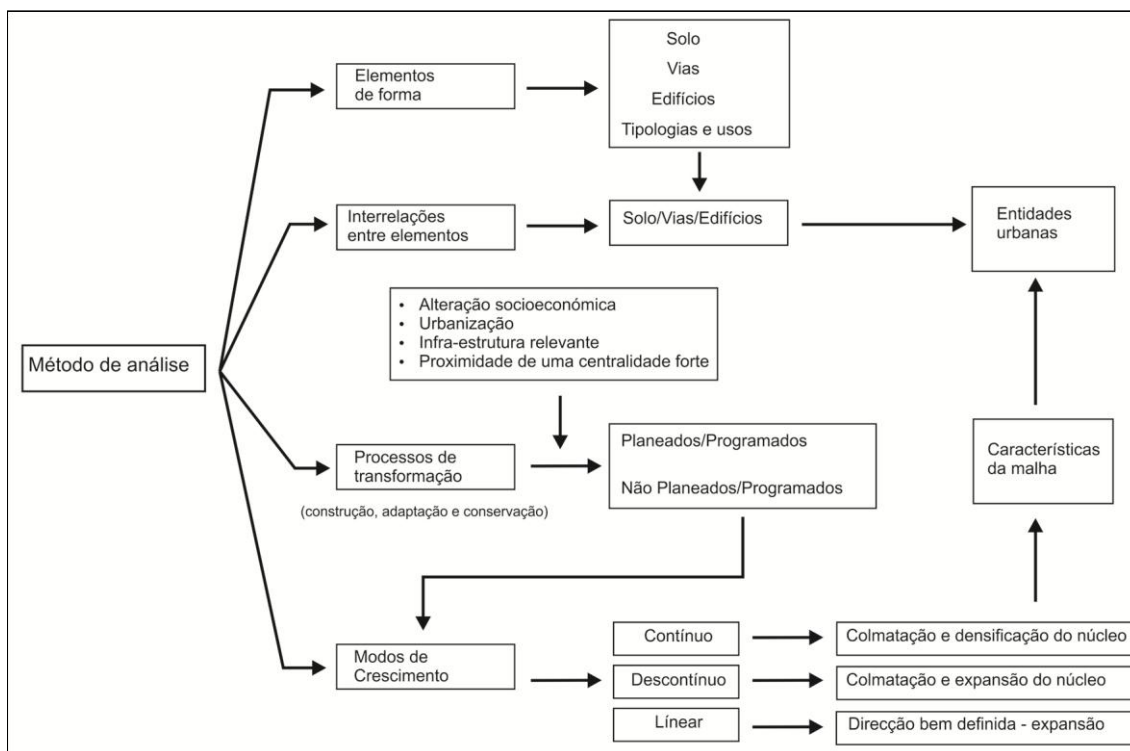 Método de análise
Elementos
de forma
Solo
Vias
Edifícios
Tipologias e usos
Interrelações
entre elementos
Solo/Vias/Edifícios
Entidades
urbanas
• Alteração socioeconómica
• Urbanização
• Infra-estrutura relevante
• Proximidade de uma centralidade forte
Processos de
transformação
(construção, adaptação e conservação)
Planeados/Programados
Não Planeados/Programados
Características
da malha
Modos de
Crescimento
Contínuo
Colmatação e densificação do núcleo
Descontínuo
Colmatação e expansão do núcleo
Línear
Direcção bem definida - expansão